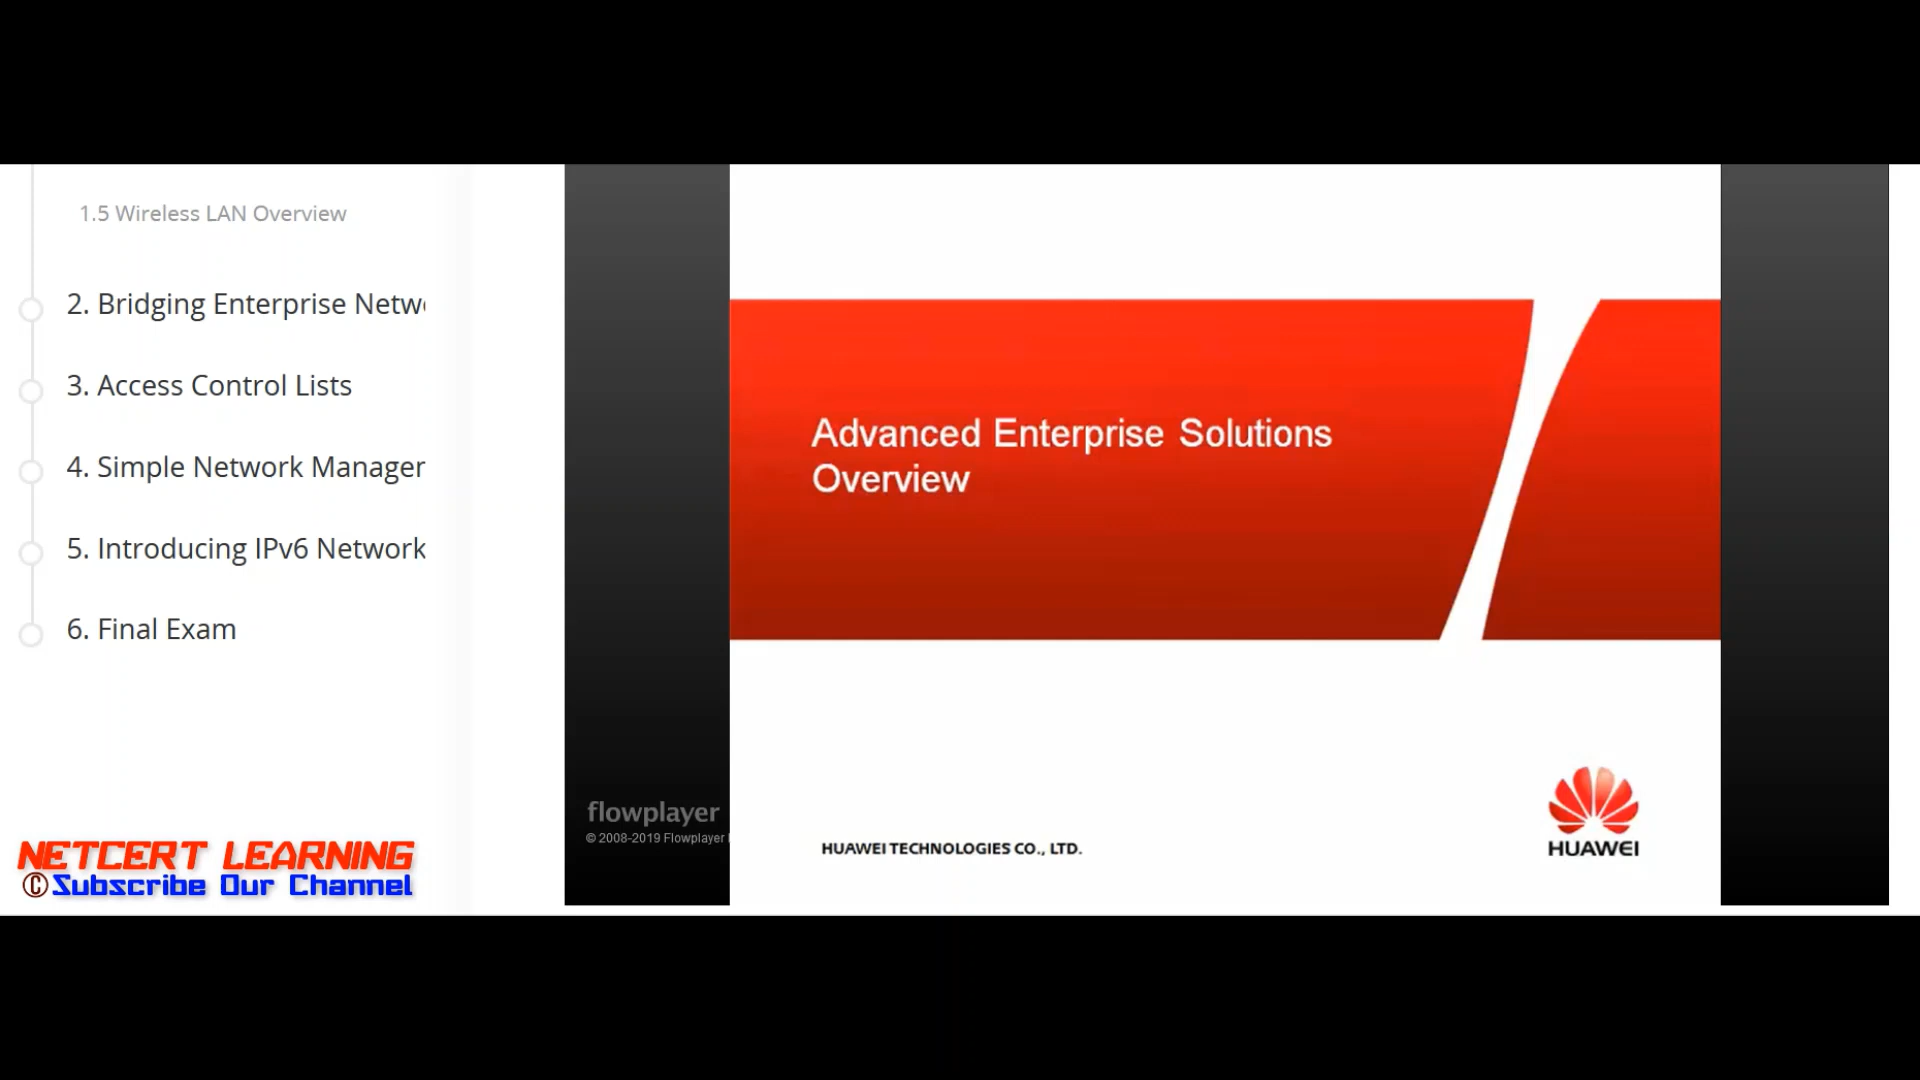 1.5 Wireless LAN Overview
2. Bridging Enterprise
3. Access Control Lists
4. Simple Network
5. Introducing IPv6 Network
6. Final Exam
NETCERT LEARNING
©Subscribe Our Channel
Advanced Enterprise Solutions
Overview
flowplayer
© 2008-2019 Flowplayer
HUAWEI TECHNOLOGIES CO., LTD.
HUAWEI